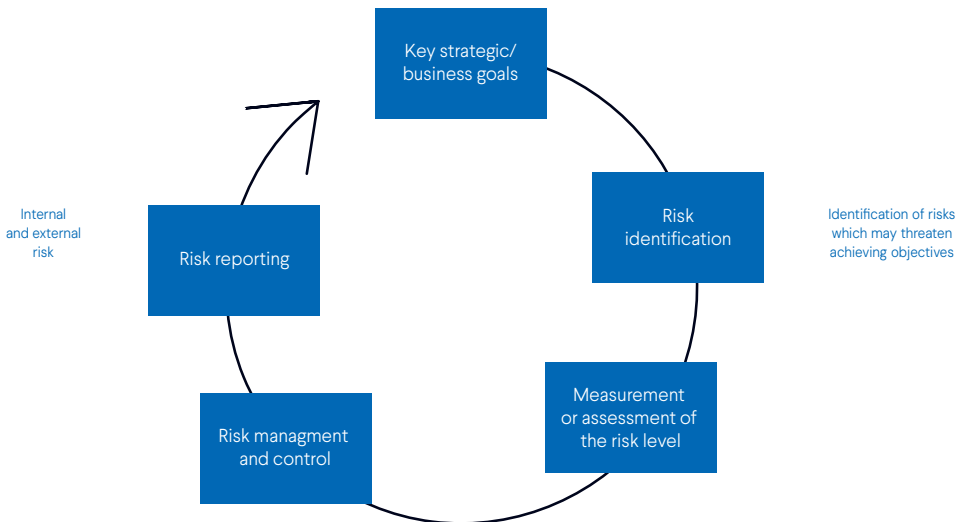 Key strategic/
business goals
Risk
identification
Identification of risks
which may threaten
achieving objectives
Measurement
or assessment of
the risk level
Risk managment
and control
Risk reporting
Internal
and external
risk